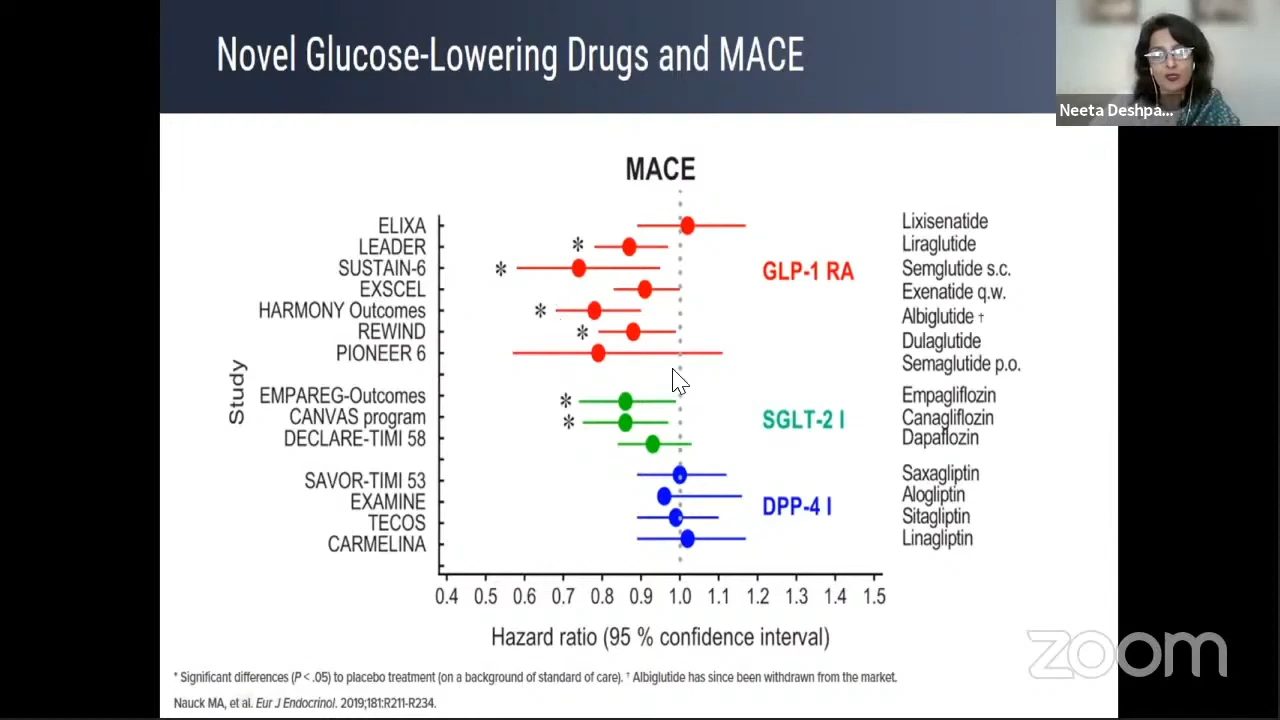 Novel Glucose-Lowering Drugs and MACE
Neeta Deshpa...
MACE
ELIXA
LEADER
SUSTAIN-6
EXSCEL
HARMONY Outcomes
REWIND
PIONEER 6
EMPAREG-Outcomes
CANVAS program
DECLARE-TIMI 58
SAVOR-TIMI 53
EXAMINE
TECOS
CARMELINA
Study
*
*
*
*
*
*
GLP-1 RA
SGLT-2 I
DPP-4 I
Lixisenatide
Liraglutide
Semglutide s.c.
Exenatide q.w.
Albiglutide †
Dulaglutide
Semaglutide p.o.
Empagliflozin
Canagliflozin
Dapaflozin
Saxagliptin
Alogliptin
Sitagliptin
Linagliptin
0.4 0.5 0.6 0.7 0.8 0.9 1.0 1.1 1.2 1.3 1.4 1.5
Hazard ratio (95 % confidence interval)
* Significant differences (P < .05) to placebo treatment (on a background of standard of care). † Albiglutide has since been withdrawn from the market.
Nauck MA, et al. Eur J Endocrinol. 2019;181:R211-R234.
zoom